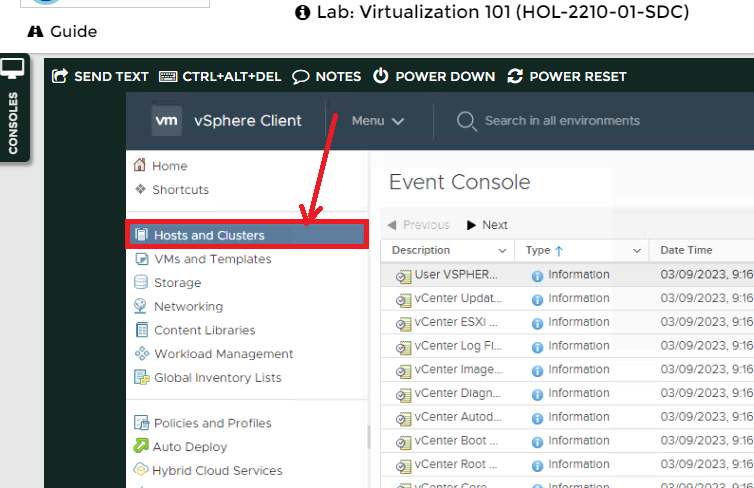 Lab: Virtualization 101 (HOL-2210-01-SDC)
Guide
CONSOLES
SEND TEXT CTRL+ALT+DEL NOTES POWER DOWN POWER RESET
vm vSphere Client Menu Search in all environments
Home
Shortcuts
Hosts and Clusters
VMs and Templates
Storage
Networking
Content Libraries
Workload Management
Global Inventory Lists
Policies and Profiles
Auto Deploy
Hybrid Cloud Services
Event Console
Previous Next
Description Type Date Time
User VSPHER... Information 03/09/2023, 9:16
vCenter Updat... Information 03/09/2023, 9:16
vCenter ESXi ... Information 03/09/2023, 9:16
vCenter Log Fi... Information 03/09/2023, 9:16
vCenter Image... Information 03/09/2023, 9:16
vCenter Diagn... Information 03/09/2023, 9:16
vCenter Autod... Information 03/09/2023, 9:16
vCenter Boot ... Information 03/09/2023, 9:16
vCenter Root ... Information 03/09/2023, 9:16
vCenter Core Information 03/09/2023, 9:16